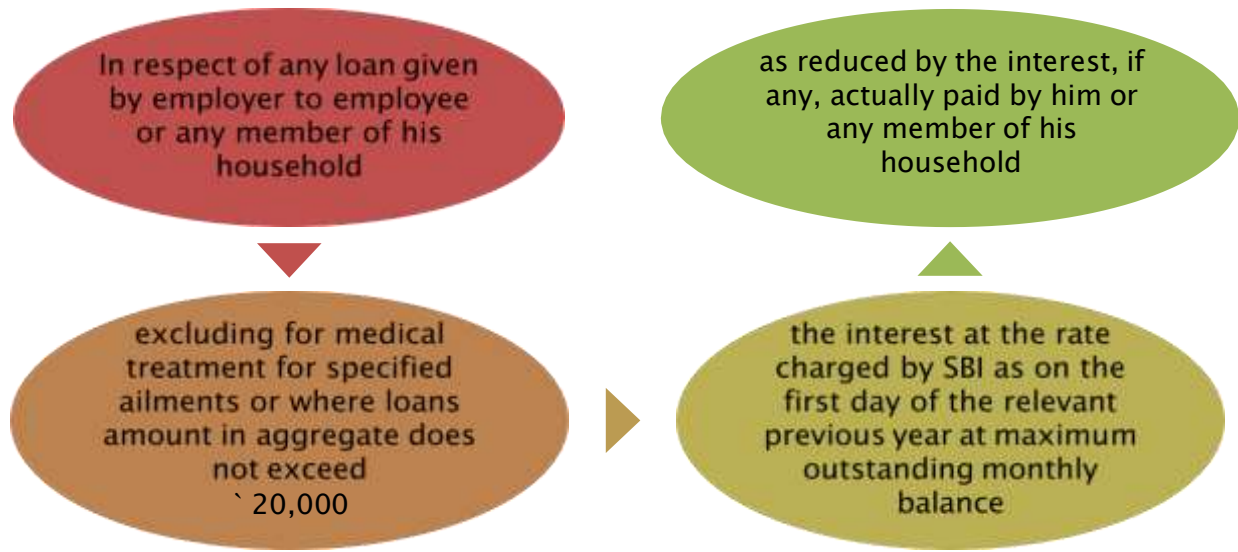 In respect of any loan given
by employer to employee
or any member of his
household
excluding for medical
treatment for specified
ailments or where loans
amount in aggregate does
not exceed
` 20,000
the interest at the rate
charged by SBI as on the
first day of the relevant
previous year at maximum
outstanding monthly
balance
as reduced by the interest, if
any, actually paid by him or
any member of his
household